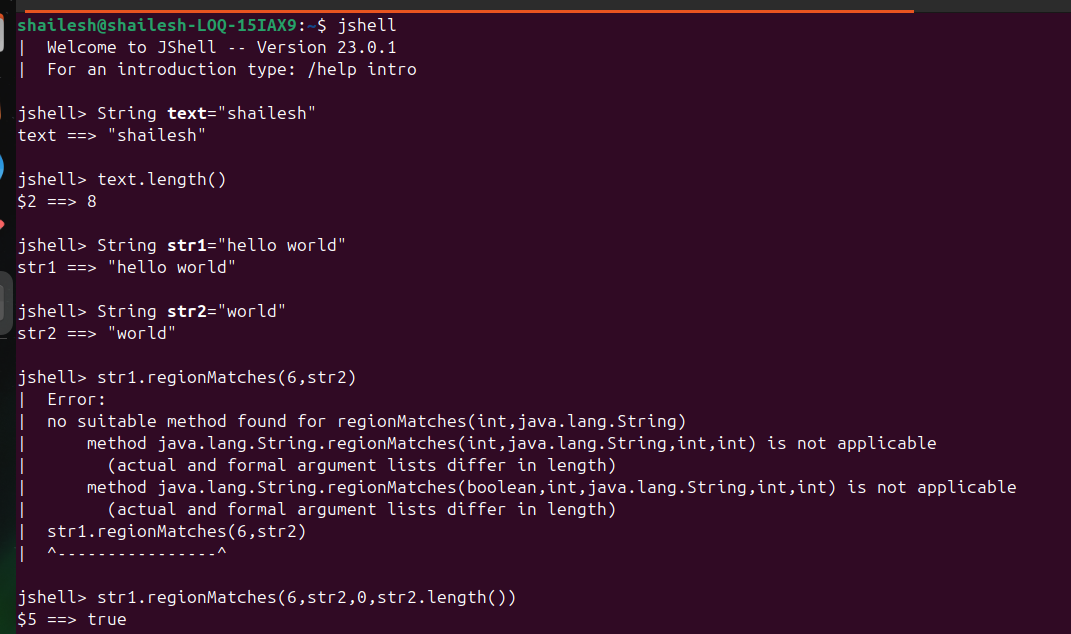 shailesh@shailesh-LOQ-15IAX9:~$ jshell
|  Welcome to JShell -- Version 23.0.1
|  For an introduction type: /help intro
jshell> String text="shailesh"
text ==> "shailesh"
jshell> text.length()
$2 ==> 8
jshell> String str1="hello world"
str1 ==> "hello world"
jshell> String str2="world"
str2 ==> "world"
jshell> str1.regionMatches(6,str2)
|  Error:
|  no suitable method found for regionMatches(int,java.lang.String)
|      method java.lang.String.regionMatches(int,java.lang.String,int,int) is not applicable
|        (actual and formal argument lists differ in length)
|      method java.lang.String.regionMatches(boolean,int,java.lang.String,int,int) is not applicable
|        (actual and formal argument lists differ in length)
|  str1.regionMatches(6,str2)
|  ^----------------^
jshell> str1.regionMatches(6,str2,0,str2.length())
$5 ==> true